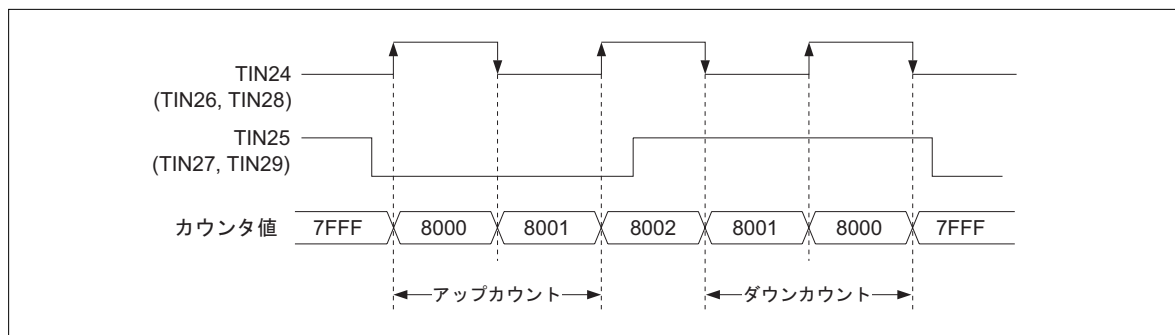 TIN24
(TIN26, TIN28)
TIN25
(TIN27, TIN29)
カウンタ値 7FFF 8000 8001 8002 8001 8000 7FFF
アップカウント ダウンカウント